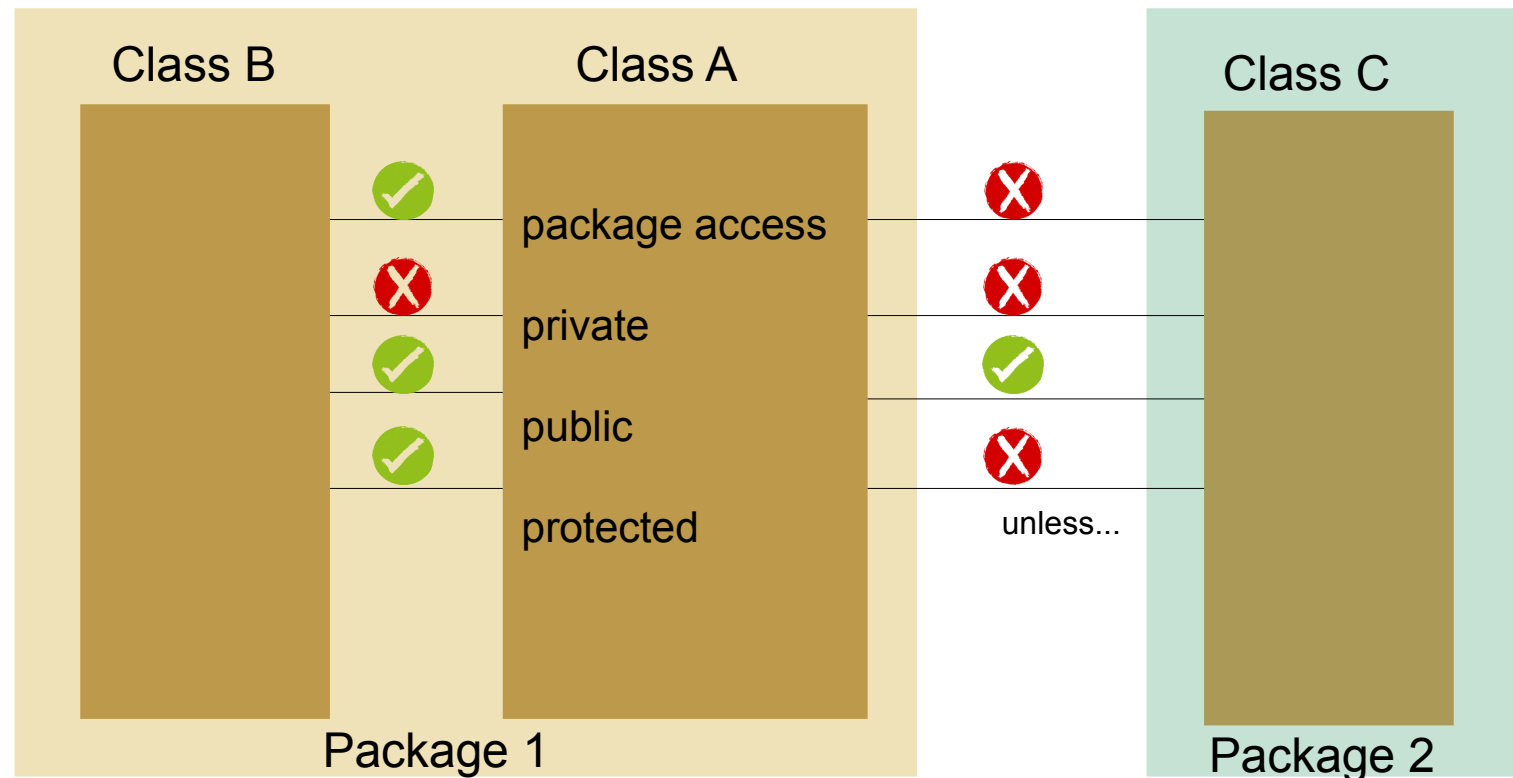 Class B
Class A
Class C
package access
private
public
protected
unless...
Package 1
Package 2